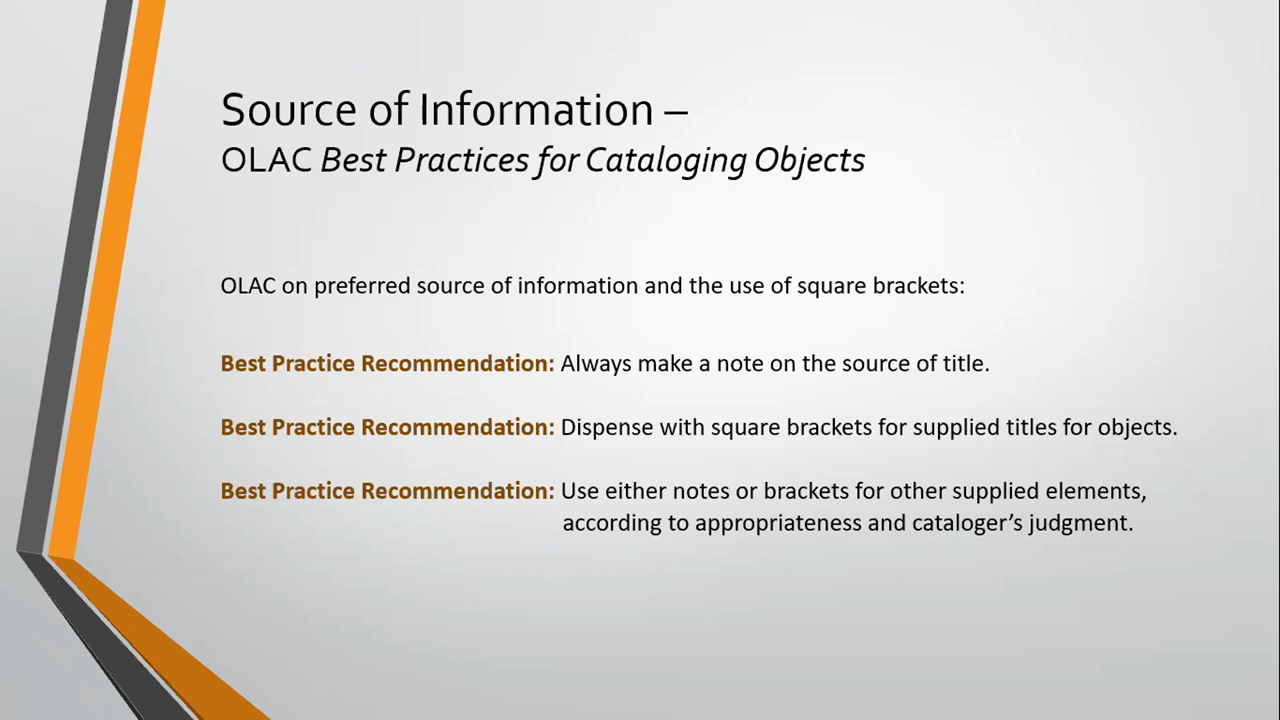 Source of Information –
OLAC Best Practices for Cataloging Objects
OLAC on preferred source of information and the use of square brackets:
Best Practice Recommendation: Always make a note on the source of title.
Best Practice Recommendation: Dispense with square brackets for supplied titles for objects.
Best Practice Recommendation: Use either notes or brackets for other supplied elements,
according to appropriateness and cataloger’s judgment.